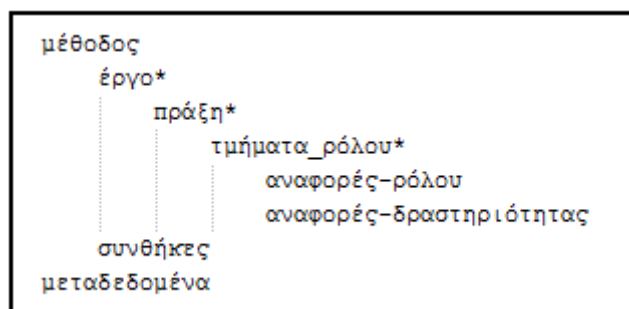 μέθοδος
έργο*
πράξη*
τμήματα_ρόλου*
αναφορές-ρόλου
αναφορές-δραστηριότητας
συνθήκες
μεταδεδομένα